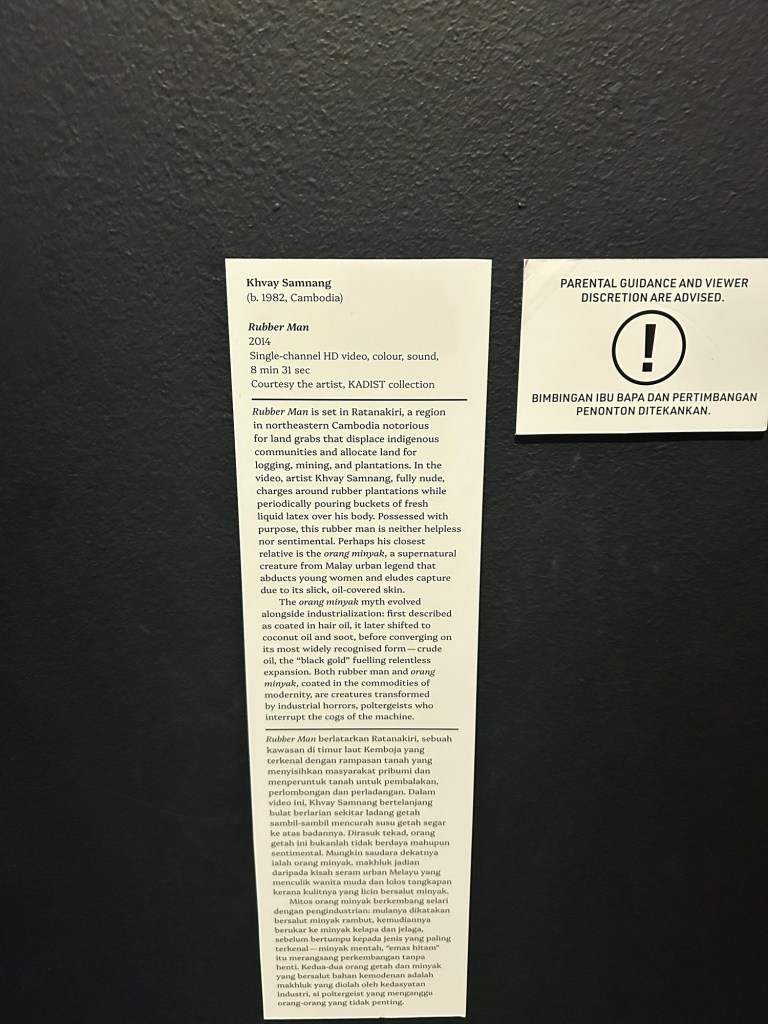 Khvay Samnang
(b. 1982, Cambodia)
Rubber Man
2014
Single-channel HD video, colour, sound,
8 min 31 sec
Courtesy the artist, KADIST collection
Rubber Man is set in Ratanakiri, a region
in northeastern Cambodia notorious
for land grabs that displace indigenous
communities and allocate land for
logging, mining, and plantations. In the
video, artist Khvay Samnang, fully nude,
charges around rubber plantations while
periodically pouring buckets of fresh
liquid latex over his body. Possessed with
purpose, this rubber man is neither helpless
nor sentimental. Perhaps his closest
relative is the orang minyak, a supernatural
creature from Malay urban legend that
abducts young women and eludes capture
due to its slick, oil-covered skin.
The orang minyak myth evolved
alongside industrialization: first described
as coated in hair oil, it later shifted to
coconut oil and soot, before converging on
its most widely recognised form—crude
oil, the "black gold" fuelling relentless
expansion. Both rubber man and orang
minyak, coated in the commodities of
modernity, are creatures transformed
by industrial horrors, poltergeists who
interrupt the cogs of the machine.
Rubber Man berlatarkan Ratanakiri, sebuah
kawasan di timur laut Kemboja yang
terkenal dengan rampasan tanah yang
menyisihkan masyarakat pribumi dan
menperuntuk tanah untuk pembalakan,
perlombongan dan perladangan. Dalam
video ini, Khvay Samnang bertelanjang
bulat berlarian sekitar ladang getah
sambil-sambil mencurah susu getah segar
ke atas badannya. Dirasuk tekad, orang
getah ini bukanlah tidak berdaya mahupun
sentimental. Mungkin saudara dekatnya
ialah orang minyak, makhluk jadian
daripada kisah seram urban Melayu yang
menculik wanita muda dan lolos tangkapan
kerana kulitnya yang licin bersalut minyak.
Mitos orang minyak berkembang selari
dengan pengindustrian: mulanya dikatakan
bersalut minyak rambut, kemudiannya
berukar ke minyak kelapa dan jelaga,
sebelum bertumpu kepada jenis yang paling
terkenal—minyak mentah, "emas hitam"
itu merangsang perkembangan tanpa
henti. Kedua-dua orang getah dan minyak
yang bersalut bahan kemodenan adalah
makhluk yang diolah oleh kedasyatan
industri, si poltergeist yang menganggu
orang-orang yang tidak penting.
PARENTAL GUIDANCE AND VIEWER
DISCRETION ARE ADVISED.
!
BIMBINGAN IBU BAPA DAN PERTIMBANGAN
PENONTON DITEKANKAN.